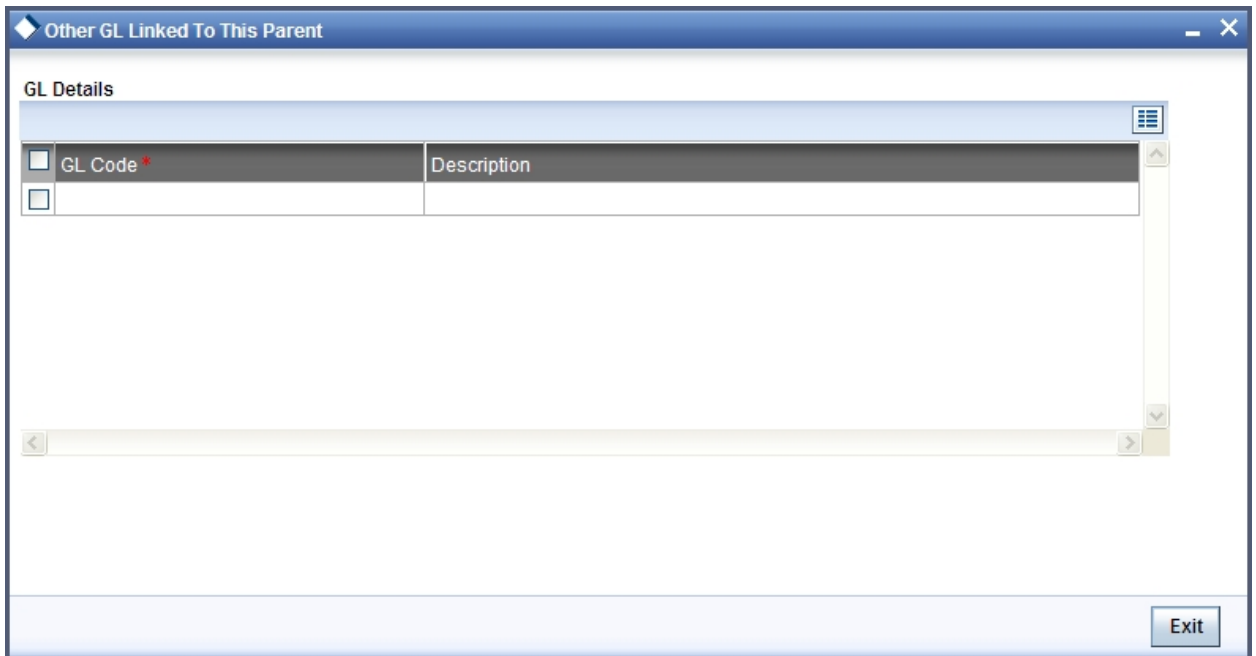 Other GL Linked To This Parent
GL Details
GL Code *
Description
Exit